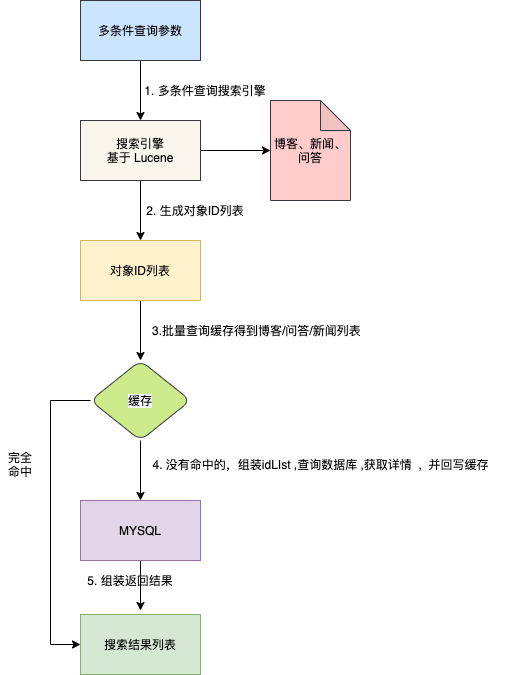 多条件查询参数
1. 多条件查询搜索引擎
搜索引擎
基于 Lucene
博客、新闻、
问答
2. 生成对象ID列表
对象ID列表
3.批量查询缓存得到博客/问答/新闻列表
缓存
完全
命中
4. 没有命中的，组装idLIst ,查询数据库 ,获取详情 ，并回写缓存
MYSQL
5. 组装返回结果
搜索结果列表